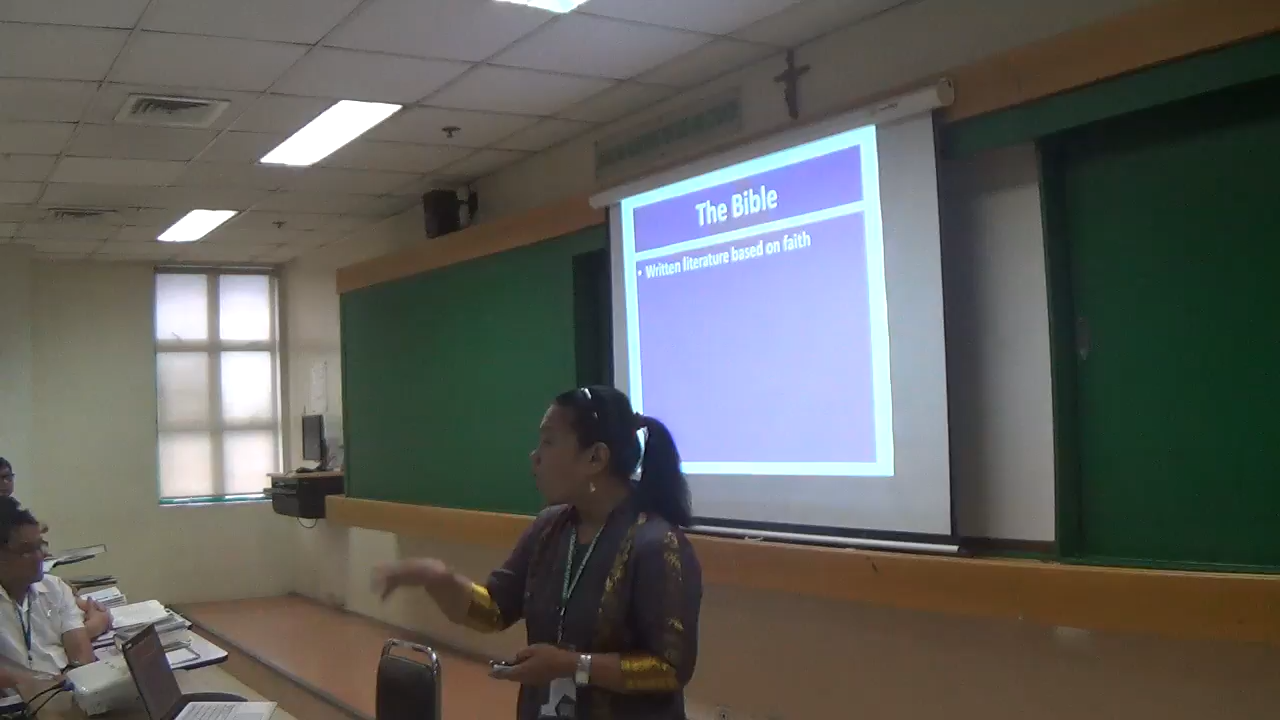 The Bible
• Written literature based on faith